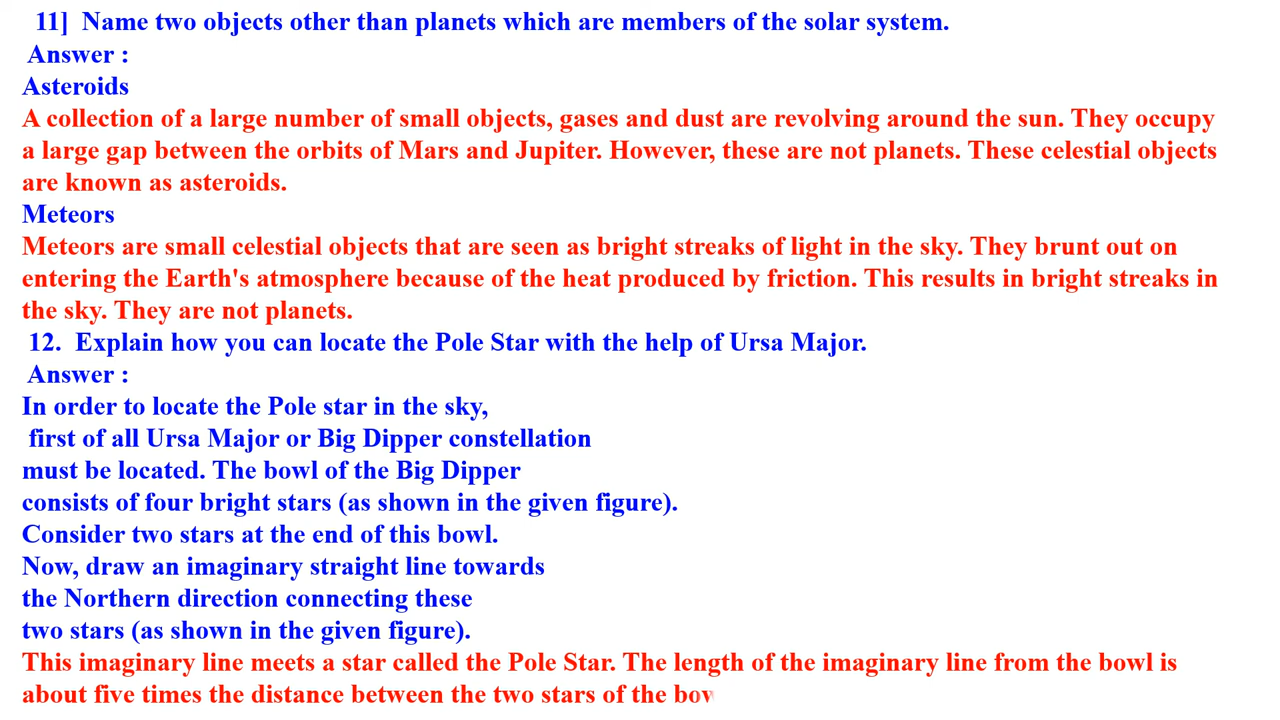 11] Name two objects other than planets which are members of the solar system.
Answer :
Asteroids
A collection of a large number of small objects, gases and dust are revolving around the sun. They occupy
a large gap between the orbits of Mars and Jupiter. However, these are not planets. These celestial objects
are known as asteroids.
Meteors
Meteors are small celestial objects that are seen as bright streaks of light in the sky. They brunt out on
entering the Earth's atmosphere because of the heat produced by friction. This results in bright streaks in
the sky. They are not planets.
12. Explain how you can locate the Pole Star with the help of Ursa Major.
Answer :
In order to locate the Pole star in the sky,
first of all Ursa Major or Big Dipper constellation
must be located. The bowl of the Big Dipper
consists of four bright stars (as shown in the given figure).
Consider two stars at the end of this bowl.
Now, draw an imaginary straight line towards
the Northern direction connecting these
two stars (as shown in the given figure).
This imaginary line meets a star called the Pole Star. The length of the imaginary line from the bowl is
about five times the distance between the two stars of the